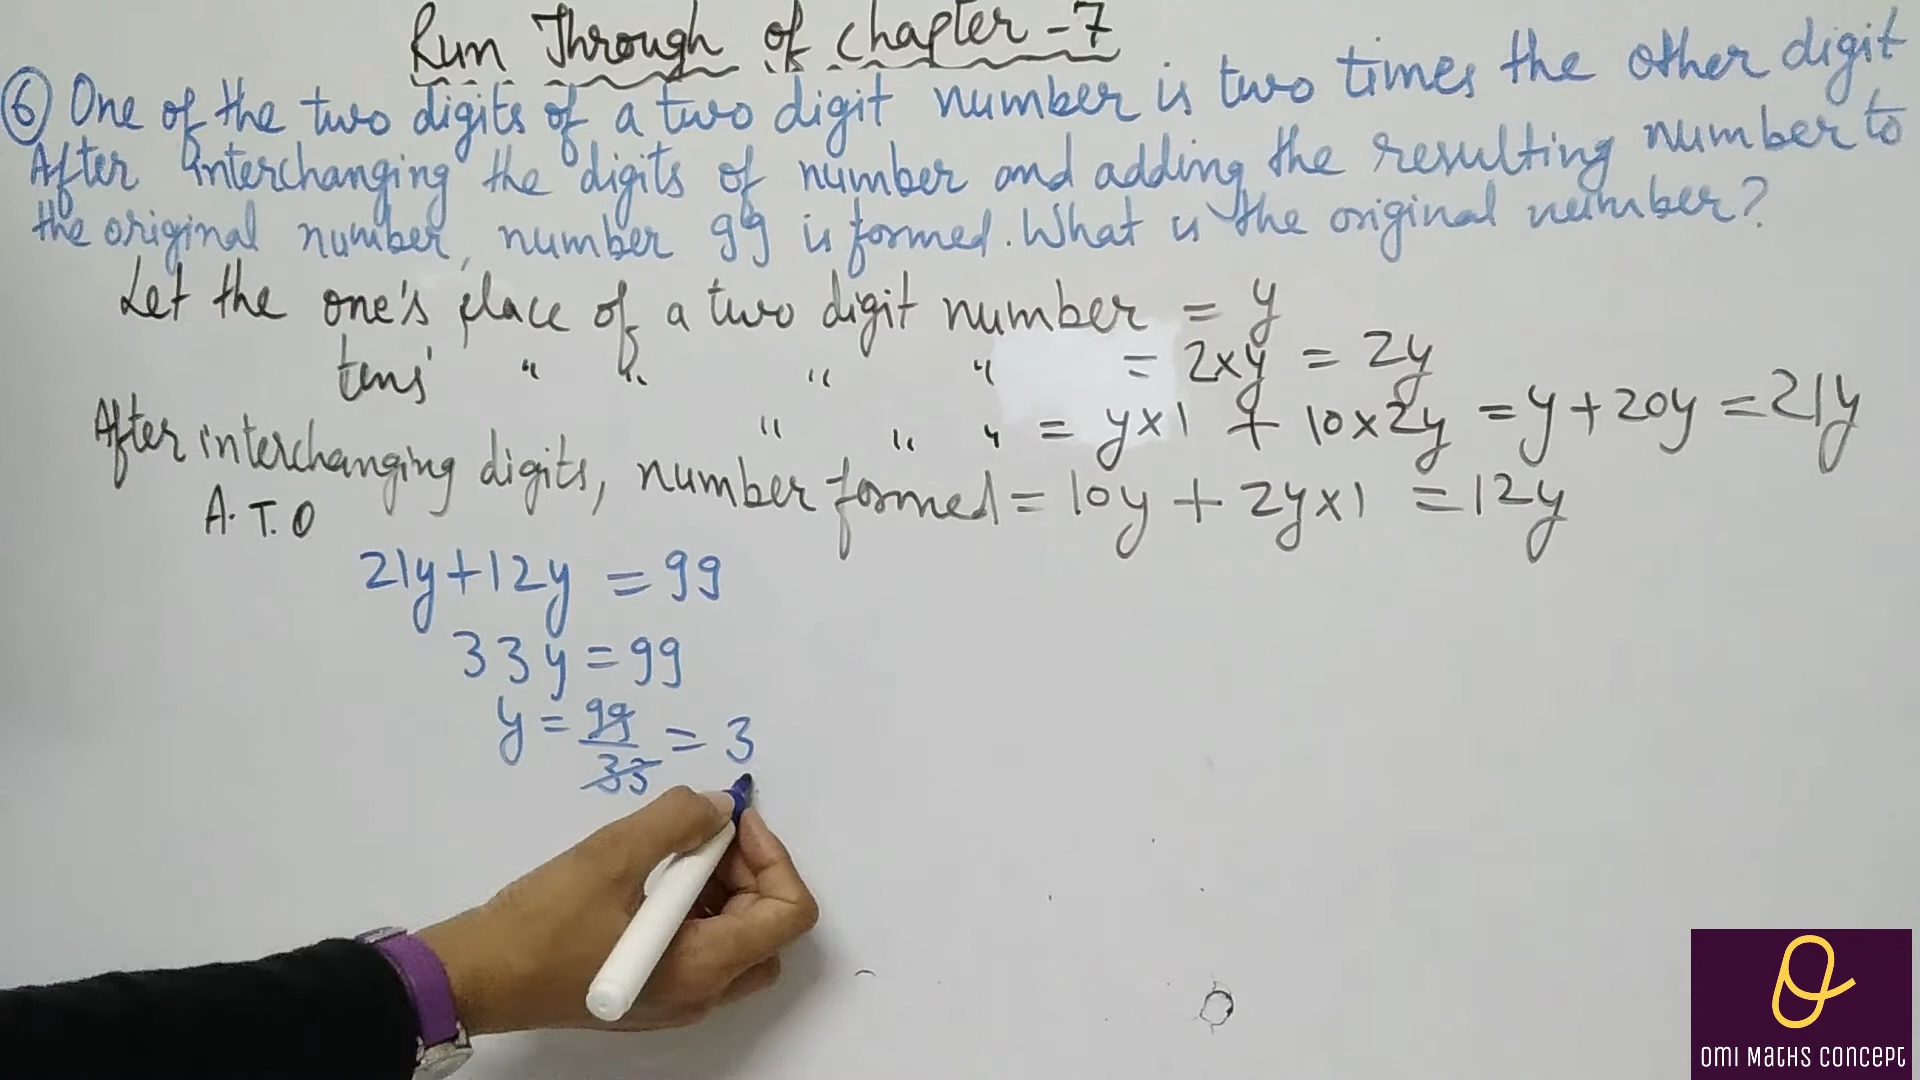 Run Through of chapter - 7
⑥ One of the two digits of a two digit number is two times the other digit
After interchanging the digits of number and adding the resulting number to
the original number, number 99 is formed. What is the original number?
Let the one's place of a two digit number = y
tens' " " " " = 2×y = 2y
" " " = y×1 + 10×2y = y + 20y = 21y
After interchanging digits, number formed = 10y + 2y×1 = 12y
A.T.Q
21y+12y = 99
33y = 99
y = 99/33 = 3
OMI MATHS CONCEPT